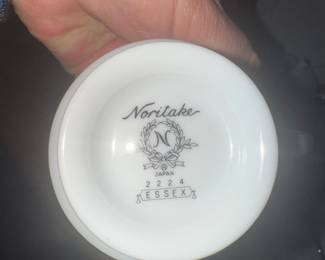 Noritake
N
JAPAN
2224
ESSEX